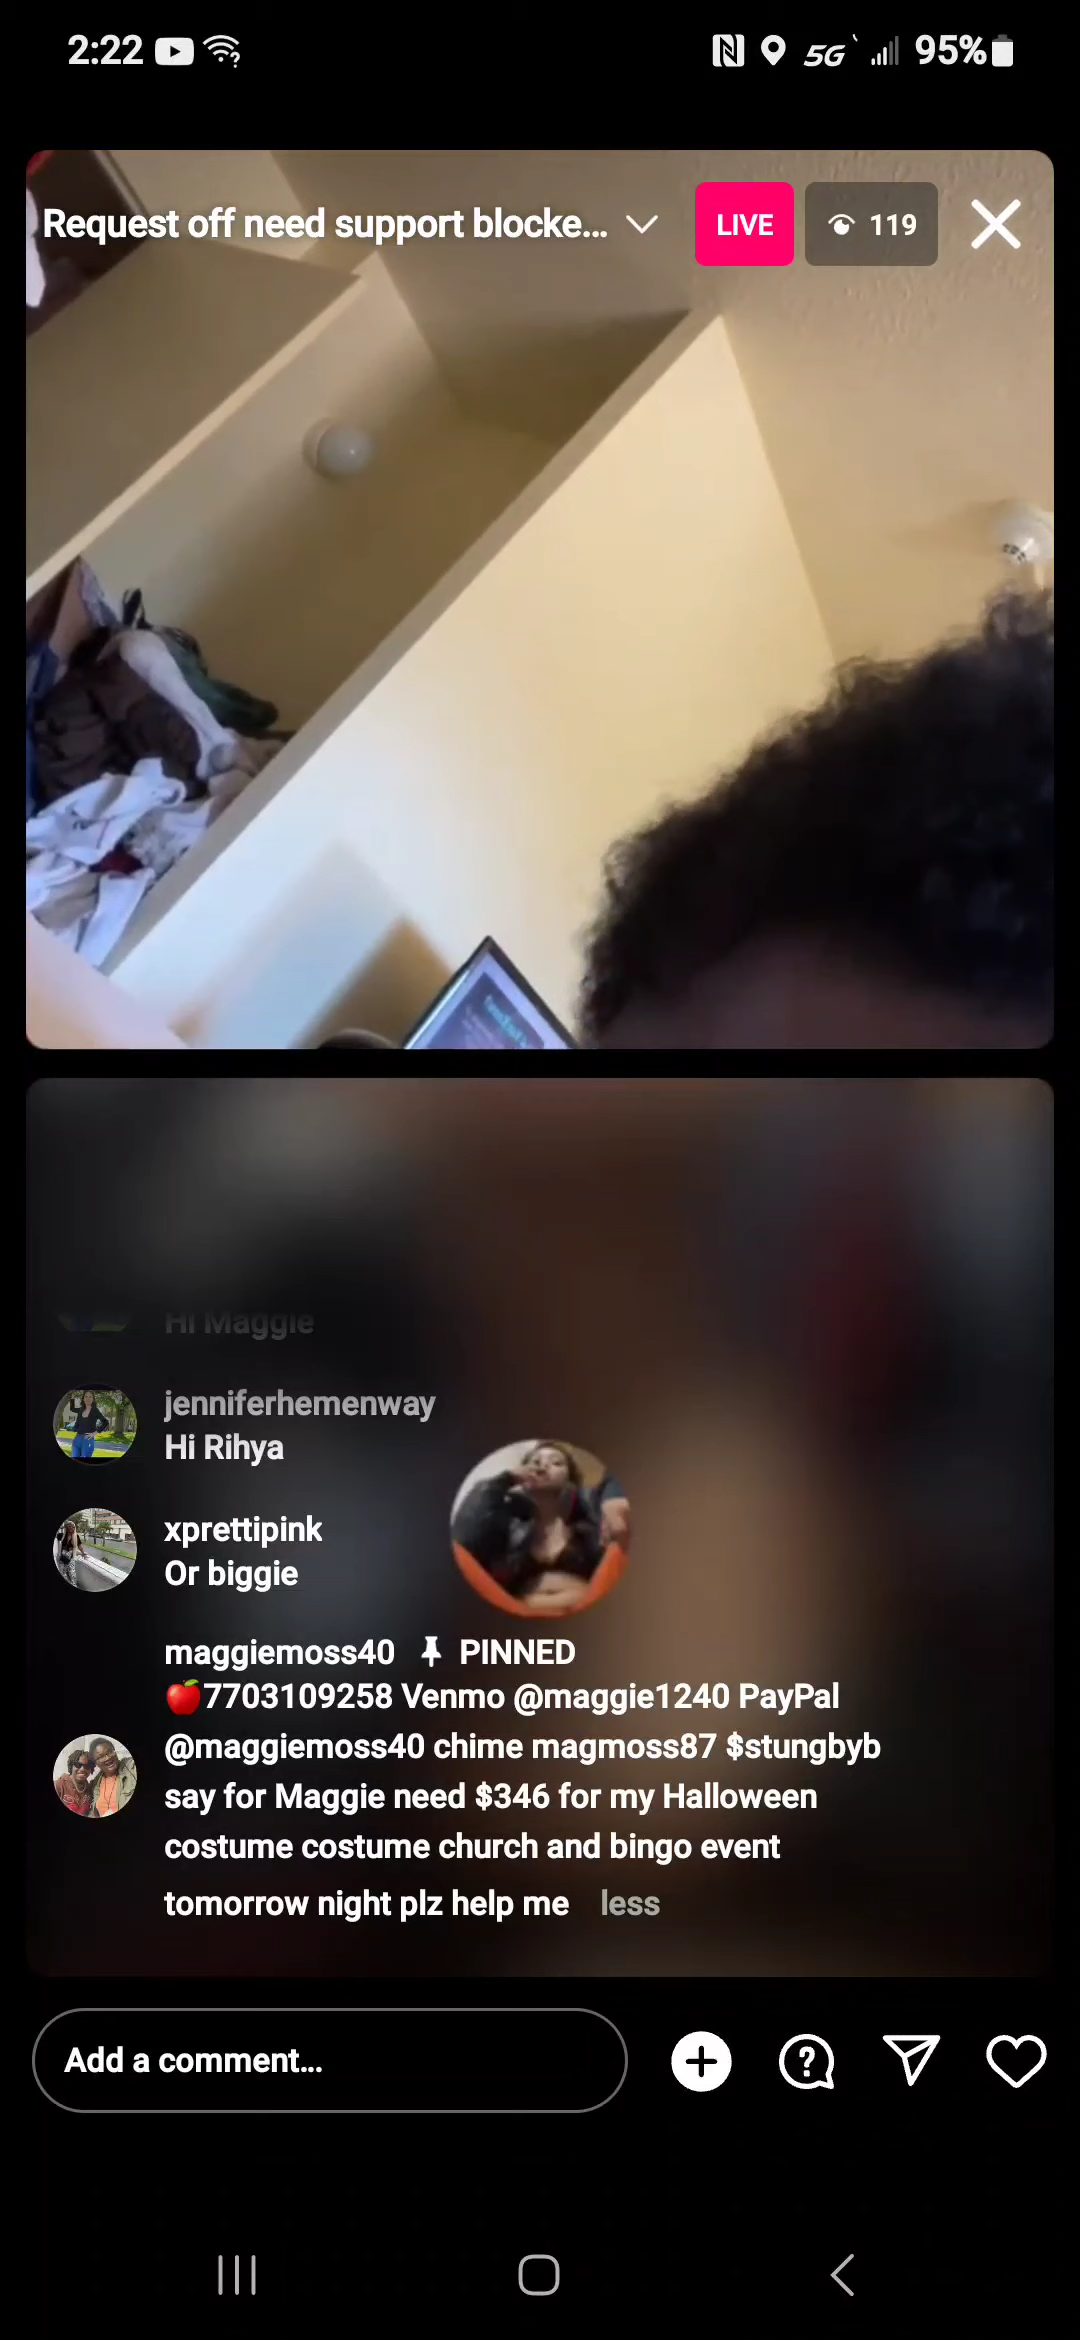 2:22
5G
95%
Request off need support blocke...
LIVE
119
Hi Maggie
jenniferhemenway
Hi Rihya
xprettipink
Or biggie
maggiemoss40 📌 PINNED
🍎7703109258 Venmo @maggie1240 PayPal
@maggiemoss40 chime magmoss87 $stungbyb
say for Maggie need $346 for my Halloween
costume costume church and bingo event
tomorrow night plz help me less
Add a comment...